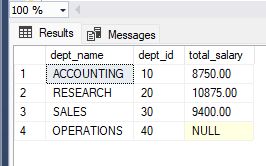 100 %
Results Messages
dept_name dept_id total_salary
1 ACCOUNTING 10 8750.00
2 RESEARCH 20 10875.00
3 SALES 30 9400.00
4 OPERATIONS 40 NULL